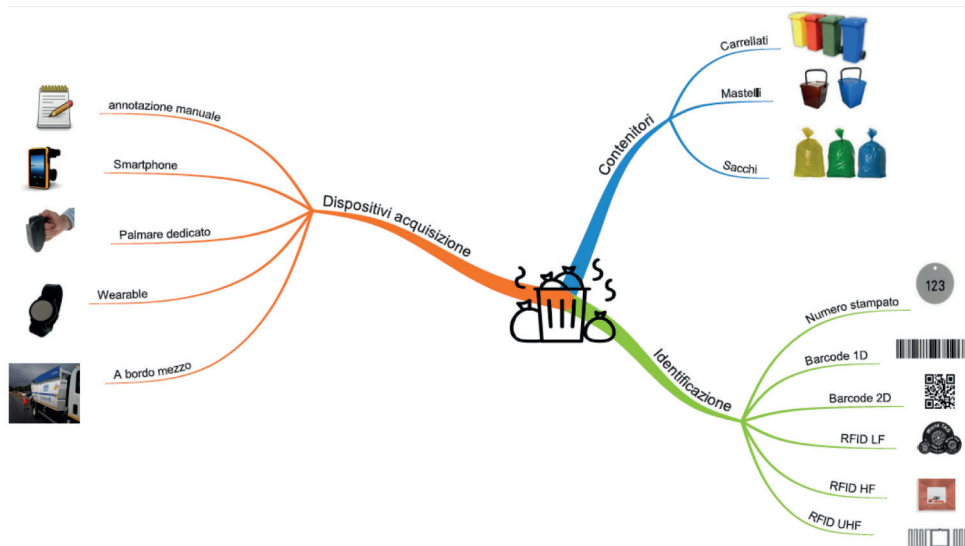 annotazione manuale
Smartphone
Palmare dedicato
Wearable
A bordo mezzo
Dispositivi acquisizione
Contenitori
Carrellati
Mastelli
Sacchi
Identificazione
Numero stampato
123
Barcode 1D
Barcode 2D
RFID LF
RFID HF
RFID UHF